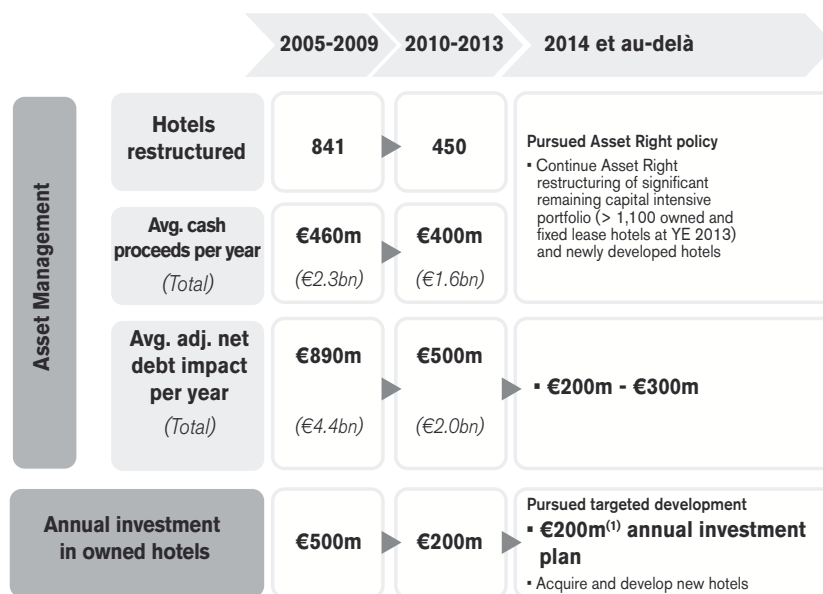 2005-2009 2010-2013 2014 et au-delà
Asset Management
Hotels
restructured
841
450
Pursued Asset Right policy
▪ Continue Asset Right
restructuring of significant
remaining capital intensive
portfolio (> 1,100 owned and
fixed lease hotels at YE 2013)
and newly developed hotels
Avg. cash
proceeds per year
(Total)
€460m
(€2.3bn)
€400m
(€1.6bn)
Avg. adj. net
debt impact
per year
(Total)
€890m
(€4.4bn)
€500m
(€2.0bn)
▪ €200m - €300m
Annual investment
in owned hotels
€500m
€200m
Pursued targeted development
▪ €200m(1) annual investment
plan
▪ Acquire and develop new hotels